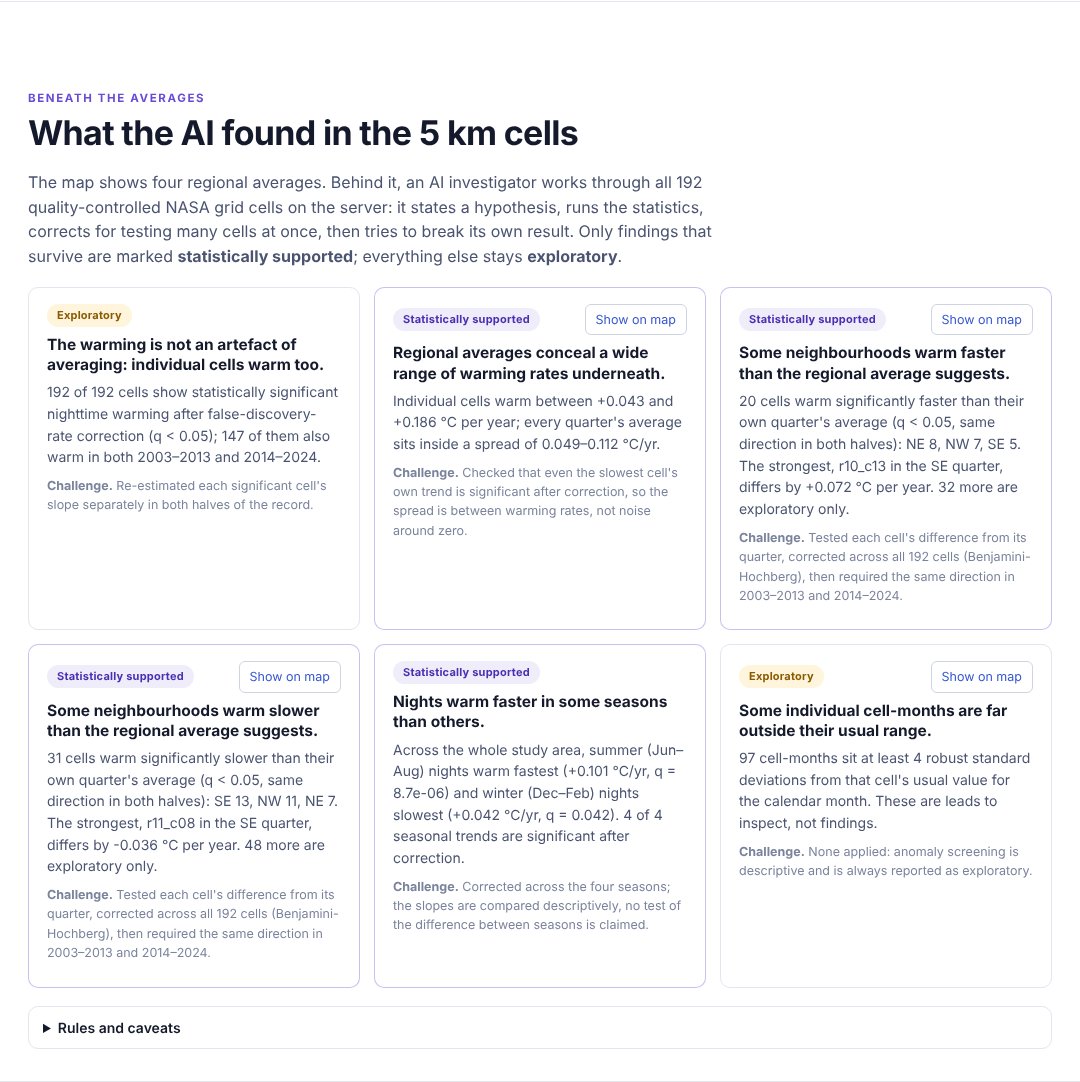 BENEATH THE AVERAGES
What the AI found in the 5 km cells
The map shows four regional averages. Behind it, an AI investigator works through all 192
quality-controlled NASA grid cells on the server: it states a hypothesis, runs the statistics,
corrects for testing many cells at once, then tries to break its own result. Only findings that
survive are marked statistically supported; everything else stays exploratory.
Exploratory
The warming is not an artefact of
averaging: individual cells warm too.
192 of 192 cells show statistically significant
nighttime warming after false-discovery-
rate correction (q < 0.05); 147 of them also
warm in both 2003–2013 and 2014–2024.
Challenge. Re-estimated each significant cell's
slope separately in both halves of the record.
Statistically supported
Show on map
Regional averages conceal a wide
range of warming rates underneath.
Individual cells warm between +0.043 and
+0.186 °C per year; every quarter's average
sits inside a spread of 0.049–0.112 °C/yr.
Challenge. Checked that even the slowest cell's
own trend is significant after correction, so the
spread is between warming rates, not noise
around zero.
Statistically supported
Show on map
Some neighbourhoods warm faster
than the regional average suggests.
20 cells warm significantly faster than their
own quarter's average (q < 0.05, same
direction in both halves): NE 8, NW 7, SE 5.
The strongest, r10_c13 in the SE quarter,
differs by +0.072 °C per year. 32 more are
exploratory only.
Challenge. Tested each cell's difference from its
quarter, corrected across all 192 cells (Benjamini-
Hochberg), then required the same direction in
2003–2013 and 2014–2024.
Statistically supported
Show on map
Some neighbourhoods warm slower
than the regional average suggests.
31 cells warm significantly slower than their
own quarter's average (q < 0.05, same
direction in both halves): SE 13, NW 11, NE 7.
The strongest, r11_c08 in the SE quarter,
differs by -0.036 °C per year. 48 more are
exploratory only.
Challenge. Tested each cell's difference from its
quarter, corrected across all 192 cells (Benjamini-
Hochberg), then required the same direction in
2003–2013 and 2014–2024.
Statistically supported
Nights warm faster in some seasons
than others.
Across the whole study area, summer (Jun–
Aug) nights warm fastest (+0.101 °C/yr, q =
8.7e-06) and winter (Dec–Feb) nights
slowest (+0.042 °C/yr, q = 0.042). 4 of 4
seasonal trends are significant after
correction.
Challenge. Corrected across the four seasons;
the slopes are compared descriptively, no test of
the difference between seasons is claimed.
Exploratory
Show on map
Some individual cell-months are far
outside their usual range.
97 cell-months sit at least 4 robust standard
deviations from that cell's usual value for
the calendar month. These are leads to
inspect, not findings.
Challenge. None applied: anomaly screening is
descriptive and is always reported as exploratory.
Rules and caveats